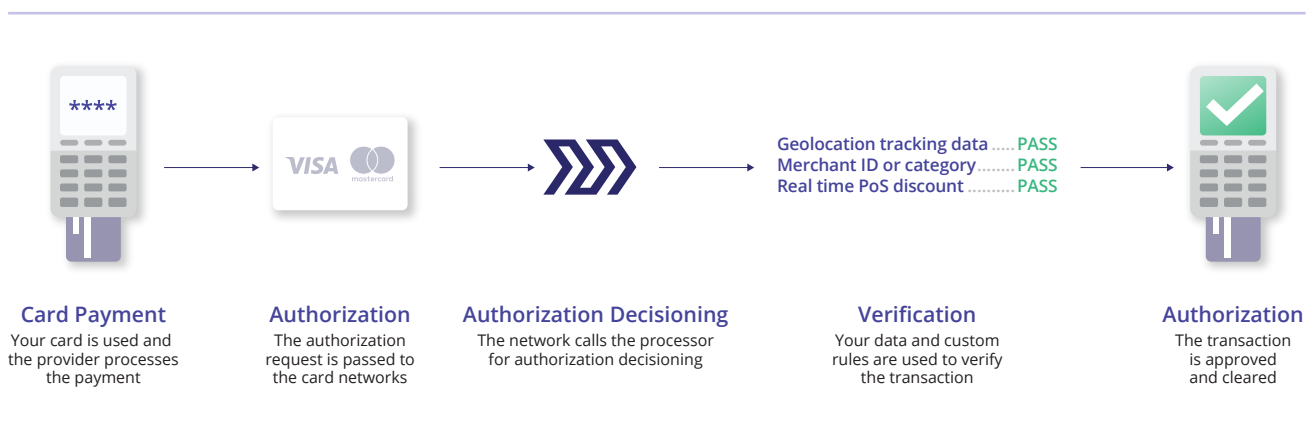 ****
VISA
mastercard
Geolocation tracking data ..... PASS
Merchant ID or category ........ PASS
Real time PoS discount .......... PASS
Card Payment
Your card is used and
the provider processes
the payment
Authorization
The authorization
request is passed to
the card networks
Authorization Decisioning
The network calls the processor
for authorization decisioning
Verification
Your data and custom
rules are used to verify
the transaction
Authorization
The transaction
is approved
and cleared